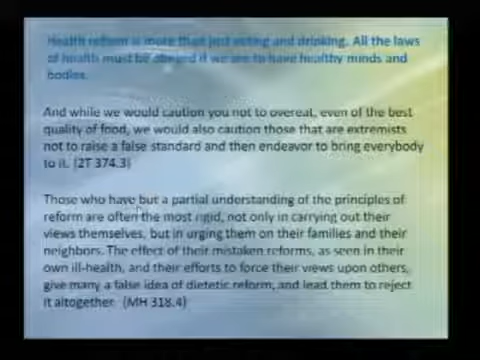 Health reform is more than just eating and drinking. All the laws
of health must be obeyed if we are to have healthy minds and
bodies.
And while we would caution you not to overeat, even of the best
quality of food, we would also caution those that are extremists
not to raise a false standard and then endeavor to bring everybody
to it. (2T 374.3)
Those who have but a partial understanding of the principles of
reform are often the most rigid, not only in carrying out their
views themselves, but in urging them on their families and their
neighbors. The effect of their mistaken reforms, as seen in their
own ill-health, and their efforts to force their views upon others,
give many a false idea of dietetic reform, and lead them to reject
it altogether. (MH 318.4)